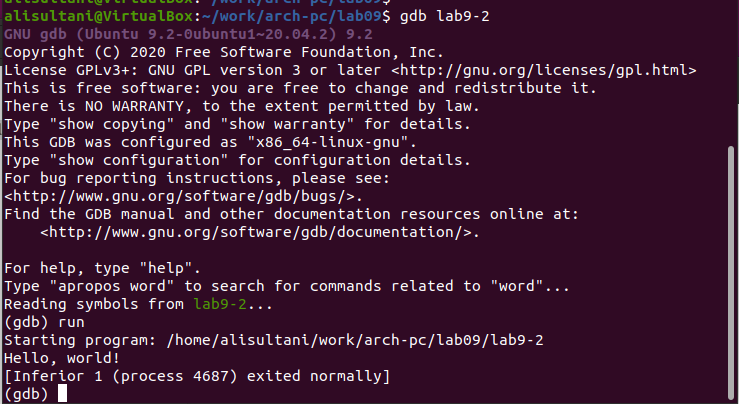 alisultani@VirtualBox:~/work/arch-pc/lab09$
alisultani@VirtualBox:~/work/arch-pc/lab09$ gdb lab9-2
GNU gdb (Ubuntu 9.2-0ubuntu1~20.04.2) 9.2
Copyright (C) 2020 Free Software Foundation, Inc.
License GPLv3+: GNU GPL version 3 or later <http://gnu.org/licenses/gpl.html>
This is free software: you are free to change and redistribute it.
There is NO WARRANTY, to the extent permitted by law.
Type "show copying" and "show warranty" for details.
This GDB was configured as "x86_64-linux-gnu".
Type "show configuration" for configuration details.
For bug reporting instructions, please see:
<http://www.gnu.org/software/gdb/bugs/>.
Find the GDB manual and other documentation resources online at:
    <http://www.gnu.org/software/gdb/documentation/>.

For help, type "help".
Type "apropos word" to search for commands related to "word"...
Reading symbols from lab9-2...
(gdb) run
Starting program: /home/alisultani/work/arch-pc/lab09/lab9-2
Hello, world!
[Inferior 1 (process 4687) exited normally]
(gdb)